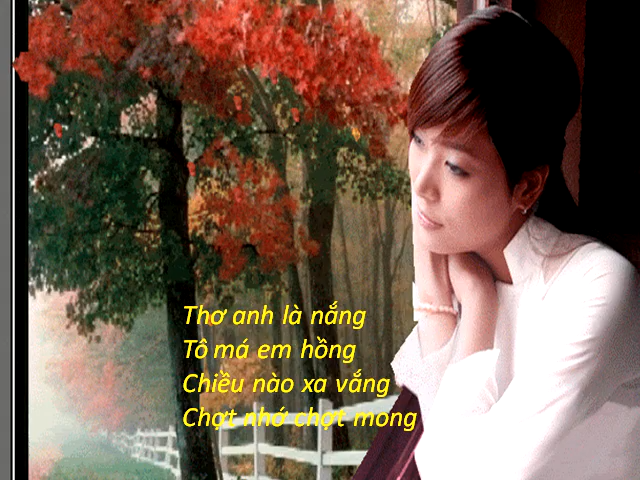 Thơ anh là nắng
Tô má em hồng
Chiều nào xa vắng
Chợt nhớ chợt mong